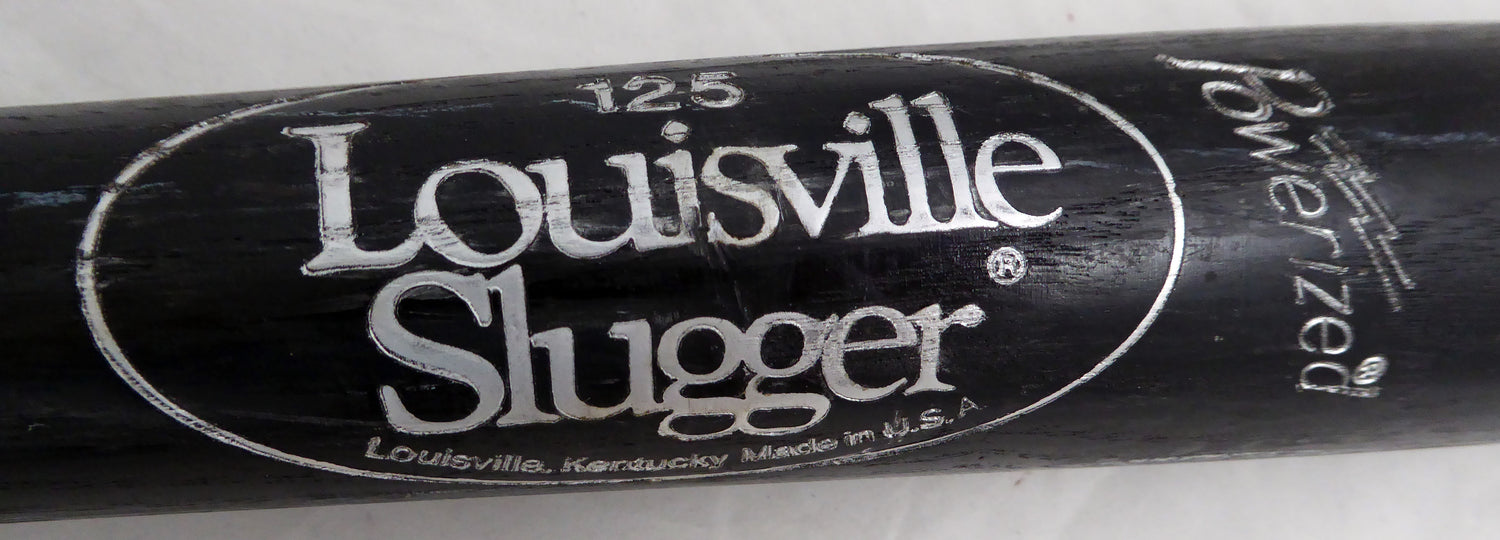 125
Louisville
Slugger
®
Louisville, Kentucky Made in U.S.A
Powerized
®